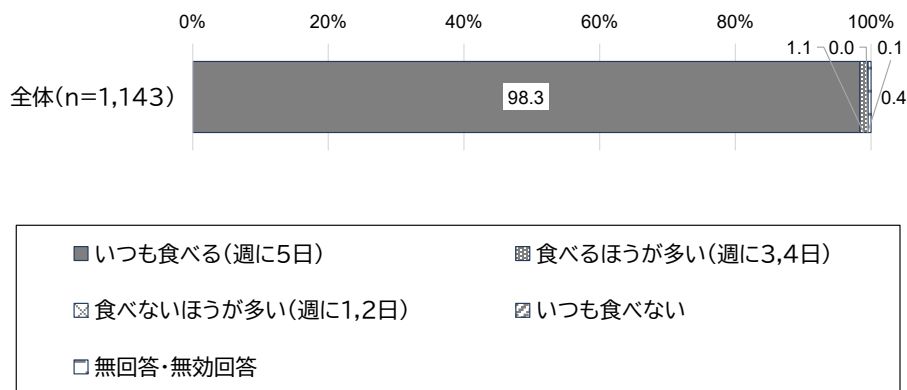 0% 20% 40% 60% 80% 100%
1.1 0.0 0.1
全体(n=1,143) 98.3 0.4
いつも食べる(週に5日) 食べるほうが多い(週に3,4日)
食べないほうが多い(週に1,2日) いつも食べない
無回答・無効回答